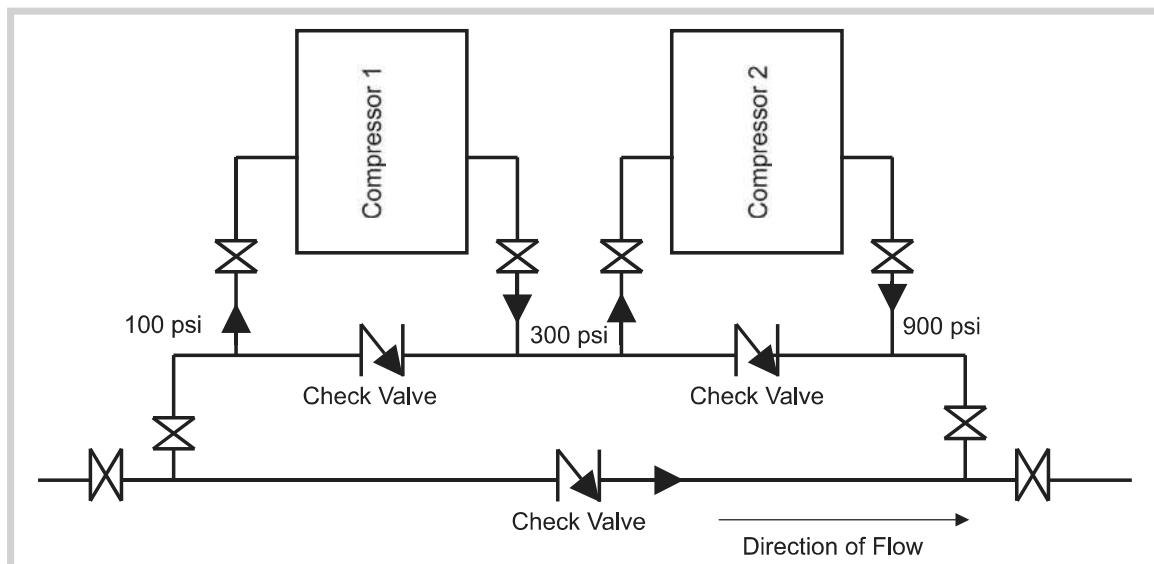 Compressor 1
Compressor 2
100 psi
300 psi
900 psi
Check Valve
Check Valve
Check Valve
Direction of Flow